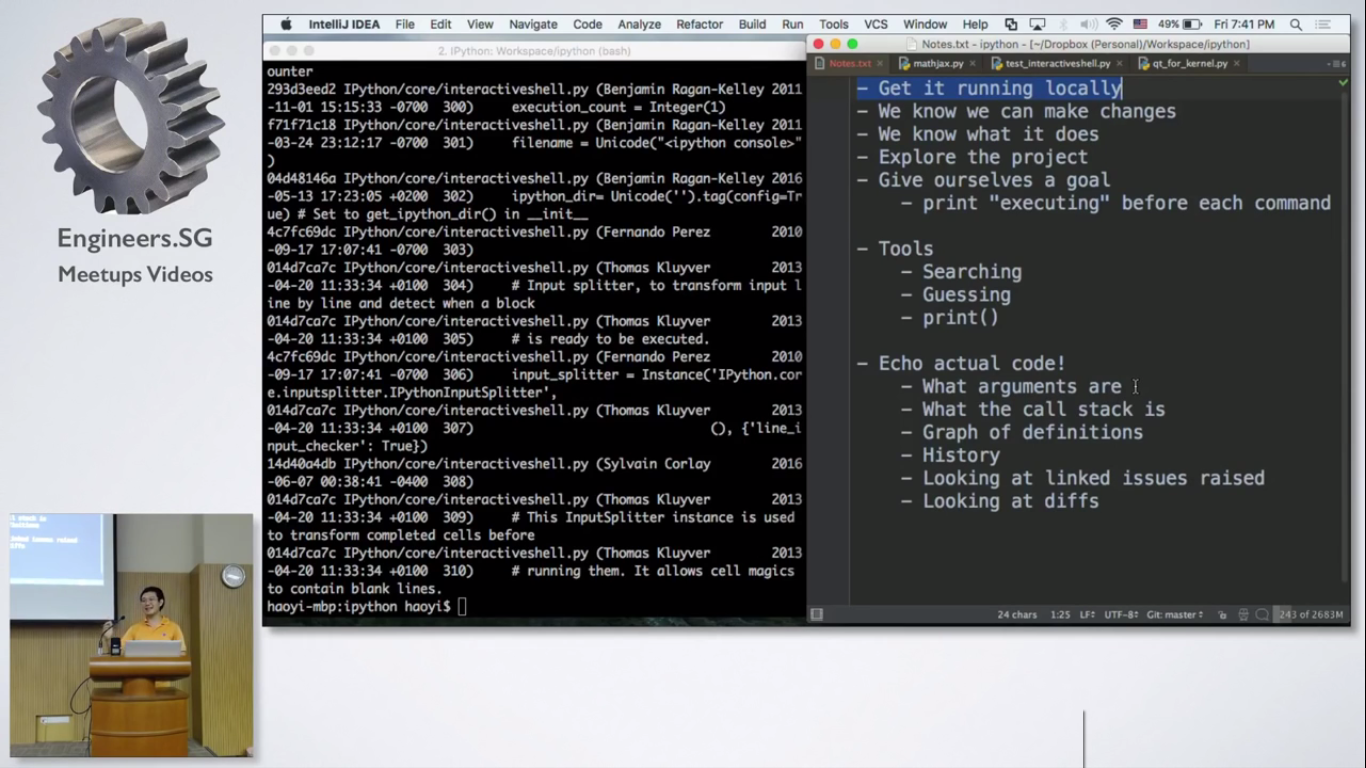 Engineers.SG
Meetups Videos
IntelliJ IDEA File Edit View Navigate Code Analyze Refactor Build Run Tools VCS Window Help 49% Fri 7:41 PM
2. IPython: Workspace/ipython (bash)
ounter
293d3eed2 IPython/core/interactiveshell.py (Benjamin Ragan-Kelley 2011
-11-01 15:15:33 -0700 300) execution_count = Integer(1)
f71f71c18 IPython/core/interactiveshell.py (Benjamin Ragan-Kelley 2011
-03-24 23:12:17 -0700 301) filename = Unicode("<ipython console>"
)
04d48146a IPython/core/interactiveshell.py (Benjamin Ragan-Kelley 2016
-05-13 17:23:05 +0200 302) ipython_dir= Unicode('').tag(config=Tr
ue) # Set to get_ipython_dir() in __init__
4c7fc69dc IPython/core/interactiveshell.py (Fernando Perez 2010
-09-17 17:07:41 -0700 303)
014d7ca7c IPython/core/interactiveshell.py (Thomas Kluyver 2013
-04-20 11:33:34 +0100 304) # Input splitter, to transform input l
ine by line and detect when a block
014d7ca7c IPython/core/interactiveshell.py (Thomas Kluyver 2013
-04-20 11:33:34 +0100 305) # is ready to be executed.
4c7fc69dc IPython/core/interactiveshell.py (Fernando Perez 2010
-09-17 17:07:41 -0700 306) input_splitter = Instance('IPython.cor
e.inputsplitter.IPythonInputSplitter',
014d7ca7c IPython/core/interactiveshell.py (Thomas Kluyver 2013
-04-20 11:33:34 +0100 307) (), {'line_i
nput_checker': True})
14d40a4db IPython/core/interactiveshell.py (Sylvain Corlay 2016
-06-07 00:38:41 -0400 308)
014d7ca7c IPython/core/interactiveshell.py (Thomas Kluyver 2013
-04-20 11:33:34 +0100 309) # This InputSplitter instance is used
to transform completed cells before
014d7ca7c IPython/core/interactiveshell.py (Thomas Kluyver 2013
-04-20 11:33:34 +0100 310) # running them. It allows cell magics
to contain blank lines.
haoyi-mbp:ipython haoyi$
Notes.txt - ipython - [~/Dropbox (Personal)/Workspace/ipython]
Notes.txt mathjax.py test_interactiveshell.py qt_for_kernel.py
- Get it running locally
- We know we can make changes
- We know what it does
- Explore the project
- Give ourselves a goal
- print "executing" before each command
- Tools
- Searching
- Guessing
- print()
- Echo actual code!
- What arguments are
- What the call stack is
- Graph of definitions
- History
- Looking at linked issues raised
- Looking at diffs
24 chars 1:25 LF UTF-8 Git: master 243 of 2683M